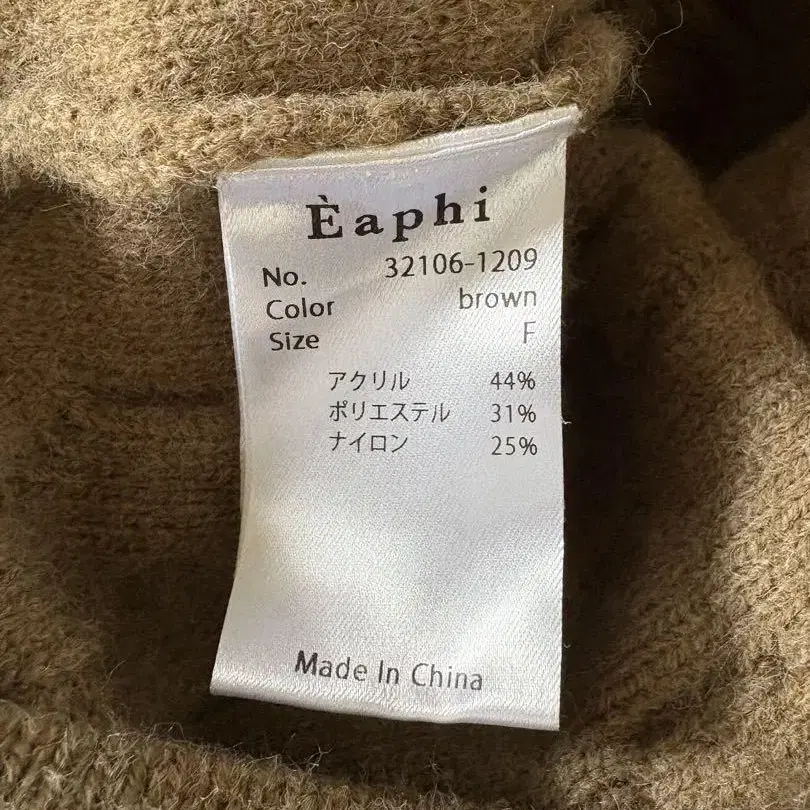 Èaphi
No. 32106-1209
Color brown
Size F
アクリル 44%
ポリエステル 31%
ナイロン 25%
Made In China